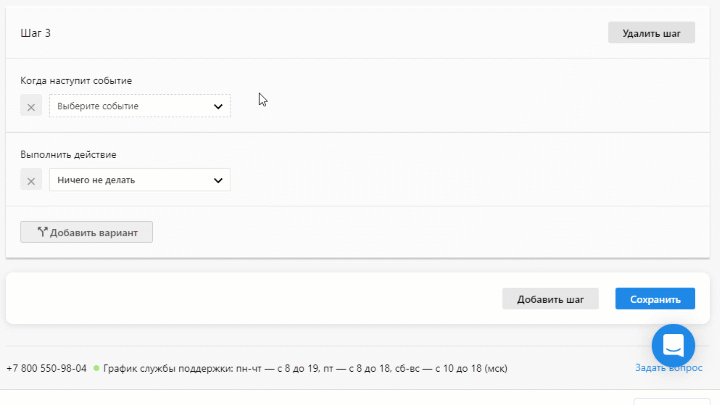 Шаг 3
Удалить шаг
Когда наступит событие
Выберите событие
Выполнить действие
Ничего не делать
Добавить вариант
Добавить шаг
Сохранить
+7 800 550-98-04 График службы поддержки: пн-чт — с 8 до 19, пт — с 8 до 18, сб-вс — с 10 до 18 (мск)
Задать вопрос